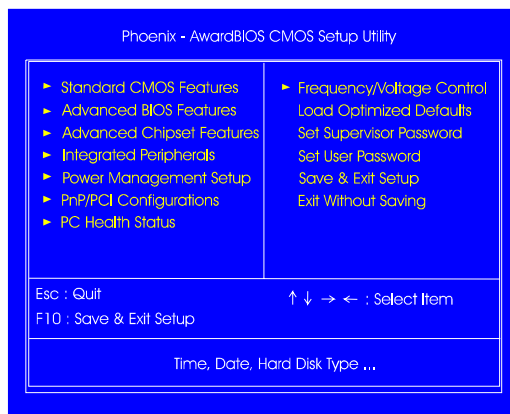 Phoenix - AwardBIOS CMOS Setup Utility
► Standard CMOS Features
► Advanced BIOS Features
► Advanced Chipset Features
► Integrated Peripherals
► Power Management Setup
► PnP/PCI Configurations
► PC Health Status
► Frequency/Voltage Control
Load Optimized Defaults
Set Supervisor Password
Set User Password
Save & Exit Setup
Exit Without Saving
Esc : Quit
F10 : Save & Exit Setup
↑ ↓ → ← : Select Item
Time, Date, Hard Disk Type ...